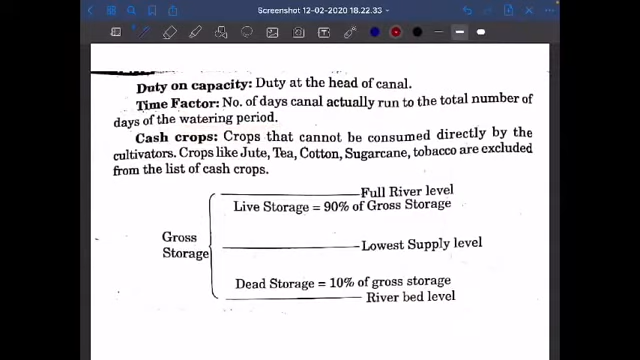 Screenshot 12-02-2020 18.22.33
Duty on capacity: Duty at the head of canal.
Time Factor: No. of days canal actually run to the total number of
days of the watering period.
Cash crops: Crops that cannot be consumed directly by the
cultivators. Crops like Jute, Tea, Cotton, Sugarcane, tobacco are excluded
from the list of cash crops.
Full River level
Live Storage = 90% of Gross Storage
Gross
Storage
Lowest Supply level
Dead Storage = 10% of gross storage
River bed level